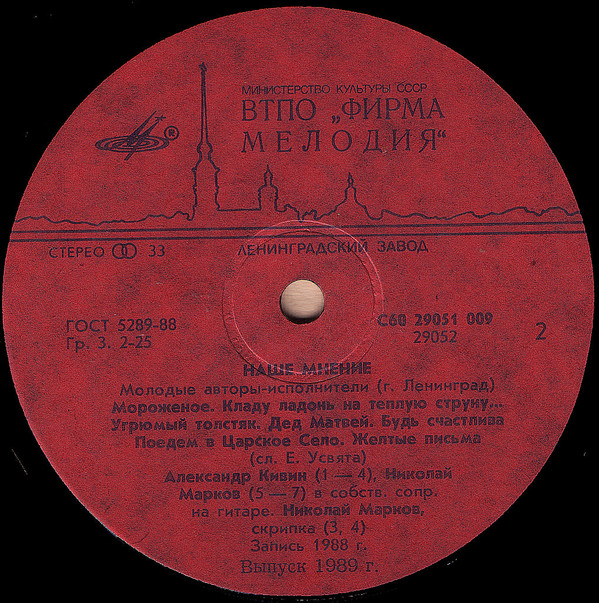 МИНИСТЕРСТВО КУЛЬТУРЫ СССР
ВТПО „ФИРМА
МЕЛОДИЯ“
®
СТЕРЕО 33
ЛЕНИНГРАДСКИЙ ЗАВОД
ГОСТ 5289-88
Гр. 3. 2-25
С60 29051 009
29052
2
НАШЕ МНЕНИЕ
Молодые авторы-исполнители (г. Ленинград)
Мороженое. Кладу ладонь на теплую струну...
Угрюмый толстяк. Дед Матвей. Будь счастлива
Поедем в Царское Село. Желтые письма
(сл. Е. Усвята)
Александр Кивин (1 — 4), Николай
Марков (5 — 7) в собств. сопр.
на гитаре. Николай Марков,
скрипка (3, 4)
Запись 1988 г.
Выпуск 1989 г.